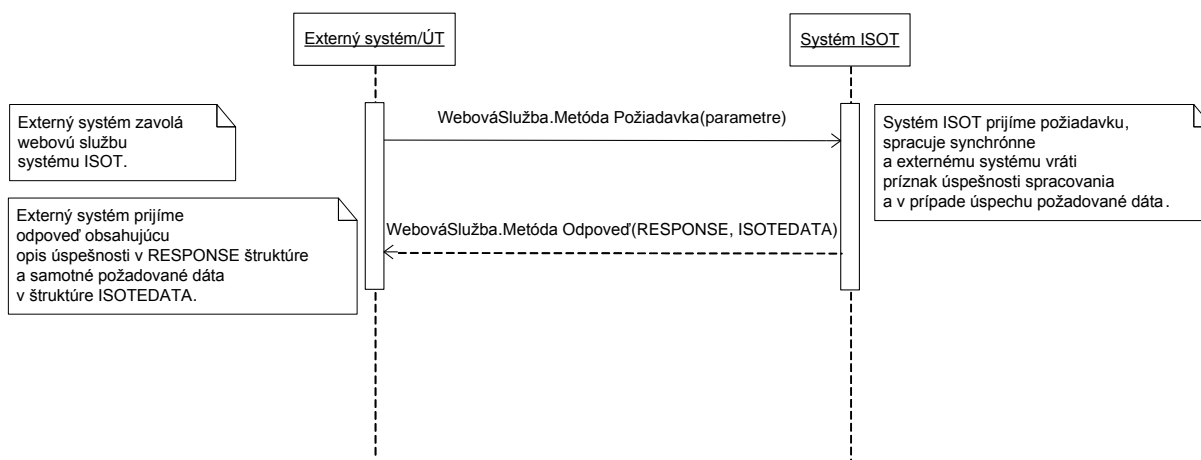 Externý systém/ÚT
Systém ISOT
Externý systém zavolá
webovú službu
systému ISOT.
WebováSlužba.Metóda Požiadavka(parametre)
Systém ISOT prijíme požiadavku,
spracuje synchrónne
a externému systému vráti
príznak úspešnosti spracovania
a v prípade úspechu požadované dáta.
Externý systém prijíme
odpoveď obsahujúcu
opis úspešnosti v RESPONSE štruktúre
a samotné požadované dáta
v štruktúre ISOTEDATA.
WebováSlužba.Metóda Odpoveď(RESPONSE, ISOTEDATA)